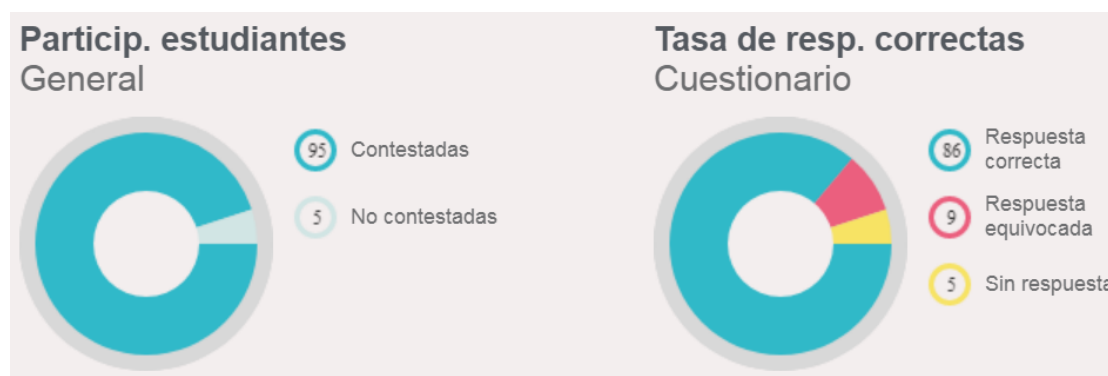 Particip. estudiantes
General
95 Contestadas
5 No contestadas
Tasa de resp. correctas
Cuestionario
86 Respuesta
correcta
9 Respuesta
equivocada
5 Sin respuesta